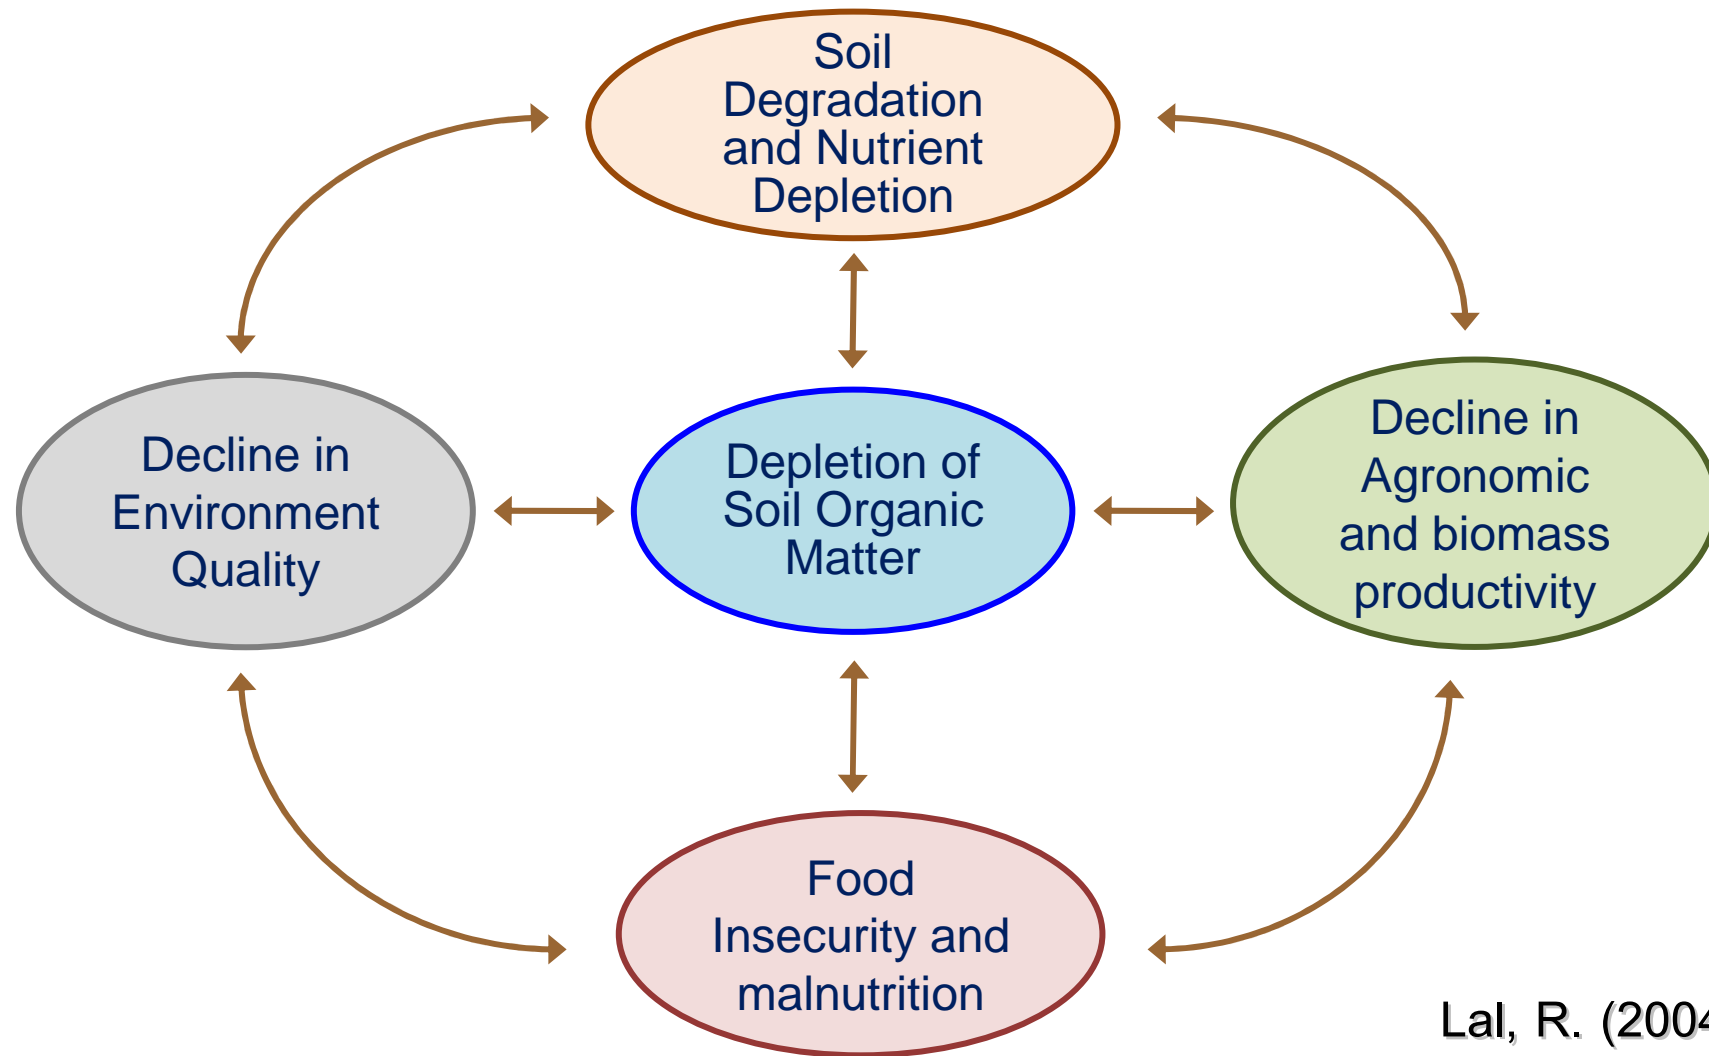 Soil
Degradation
and Nutrient
Depletion
Decline in
Environment
Quality
Depletion of
Soil Organic
Matter
Decline in
Agronomic
and biomass
productivity
Food
Insecurity and
malnutrition
Lal, R. (2004